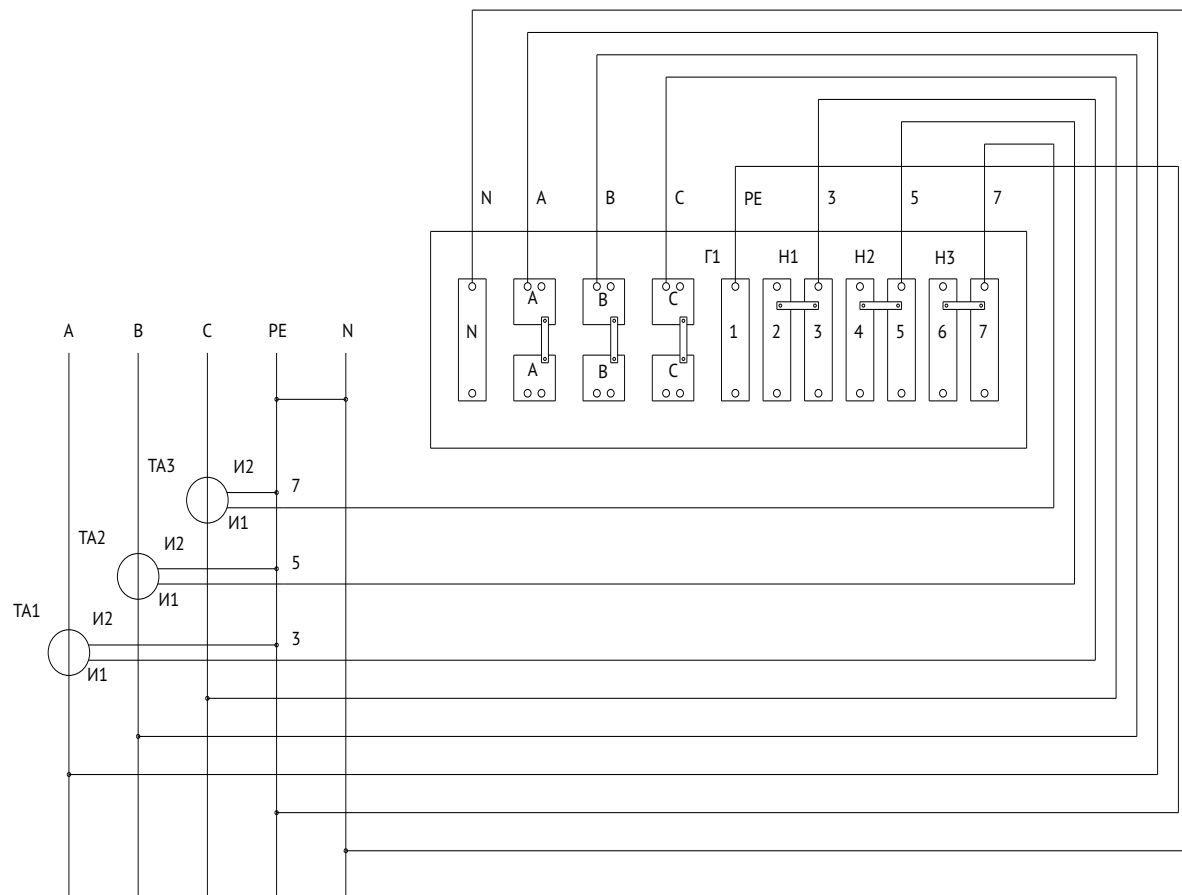 N A B C PE 3 5 7
Г1 Н1 Н2 Н3
A B C
N 1 2 3 4 5 6 7
A B C
A B C PE N
ТА3 И2 7
И1
ТА2 И2 5
И1
ТА1 И2 3
И1